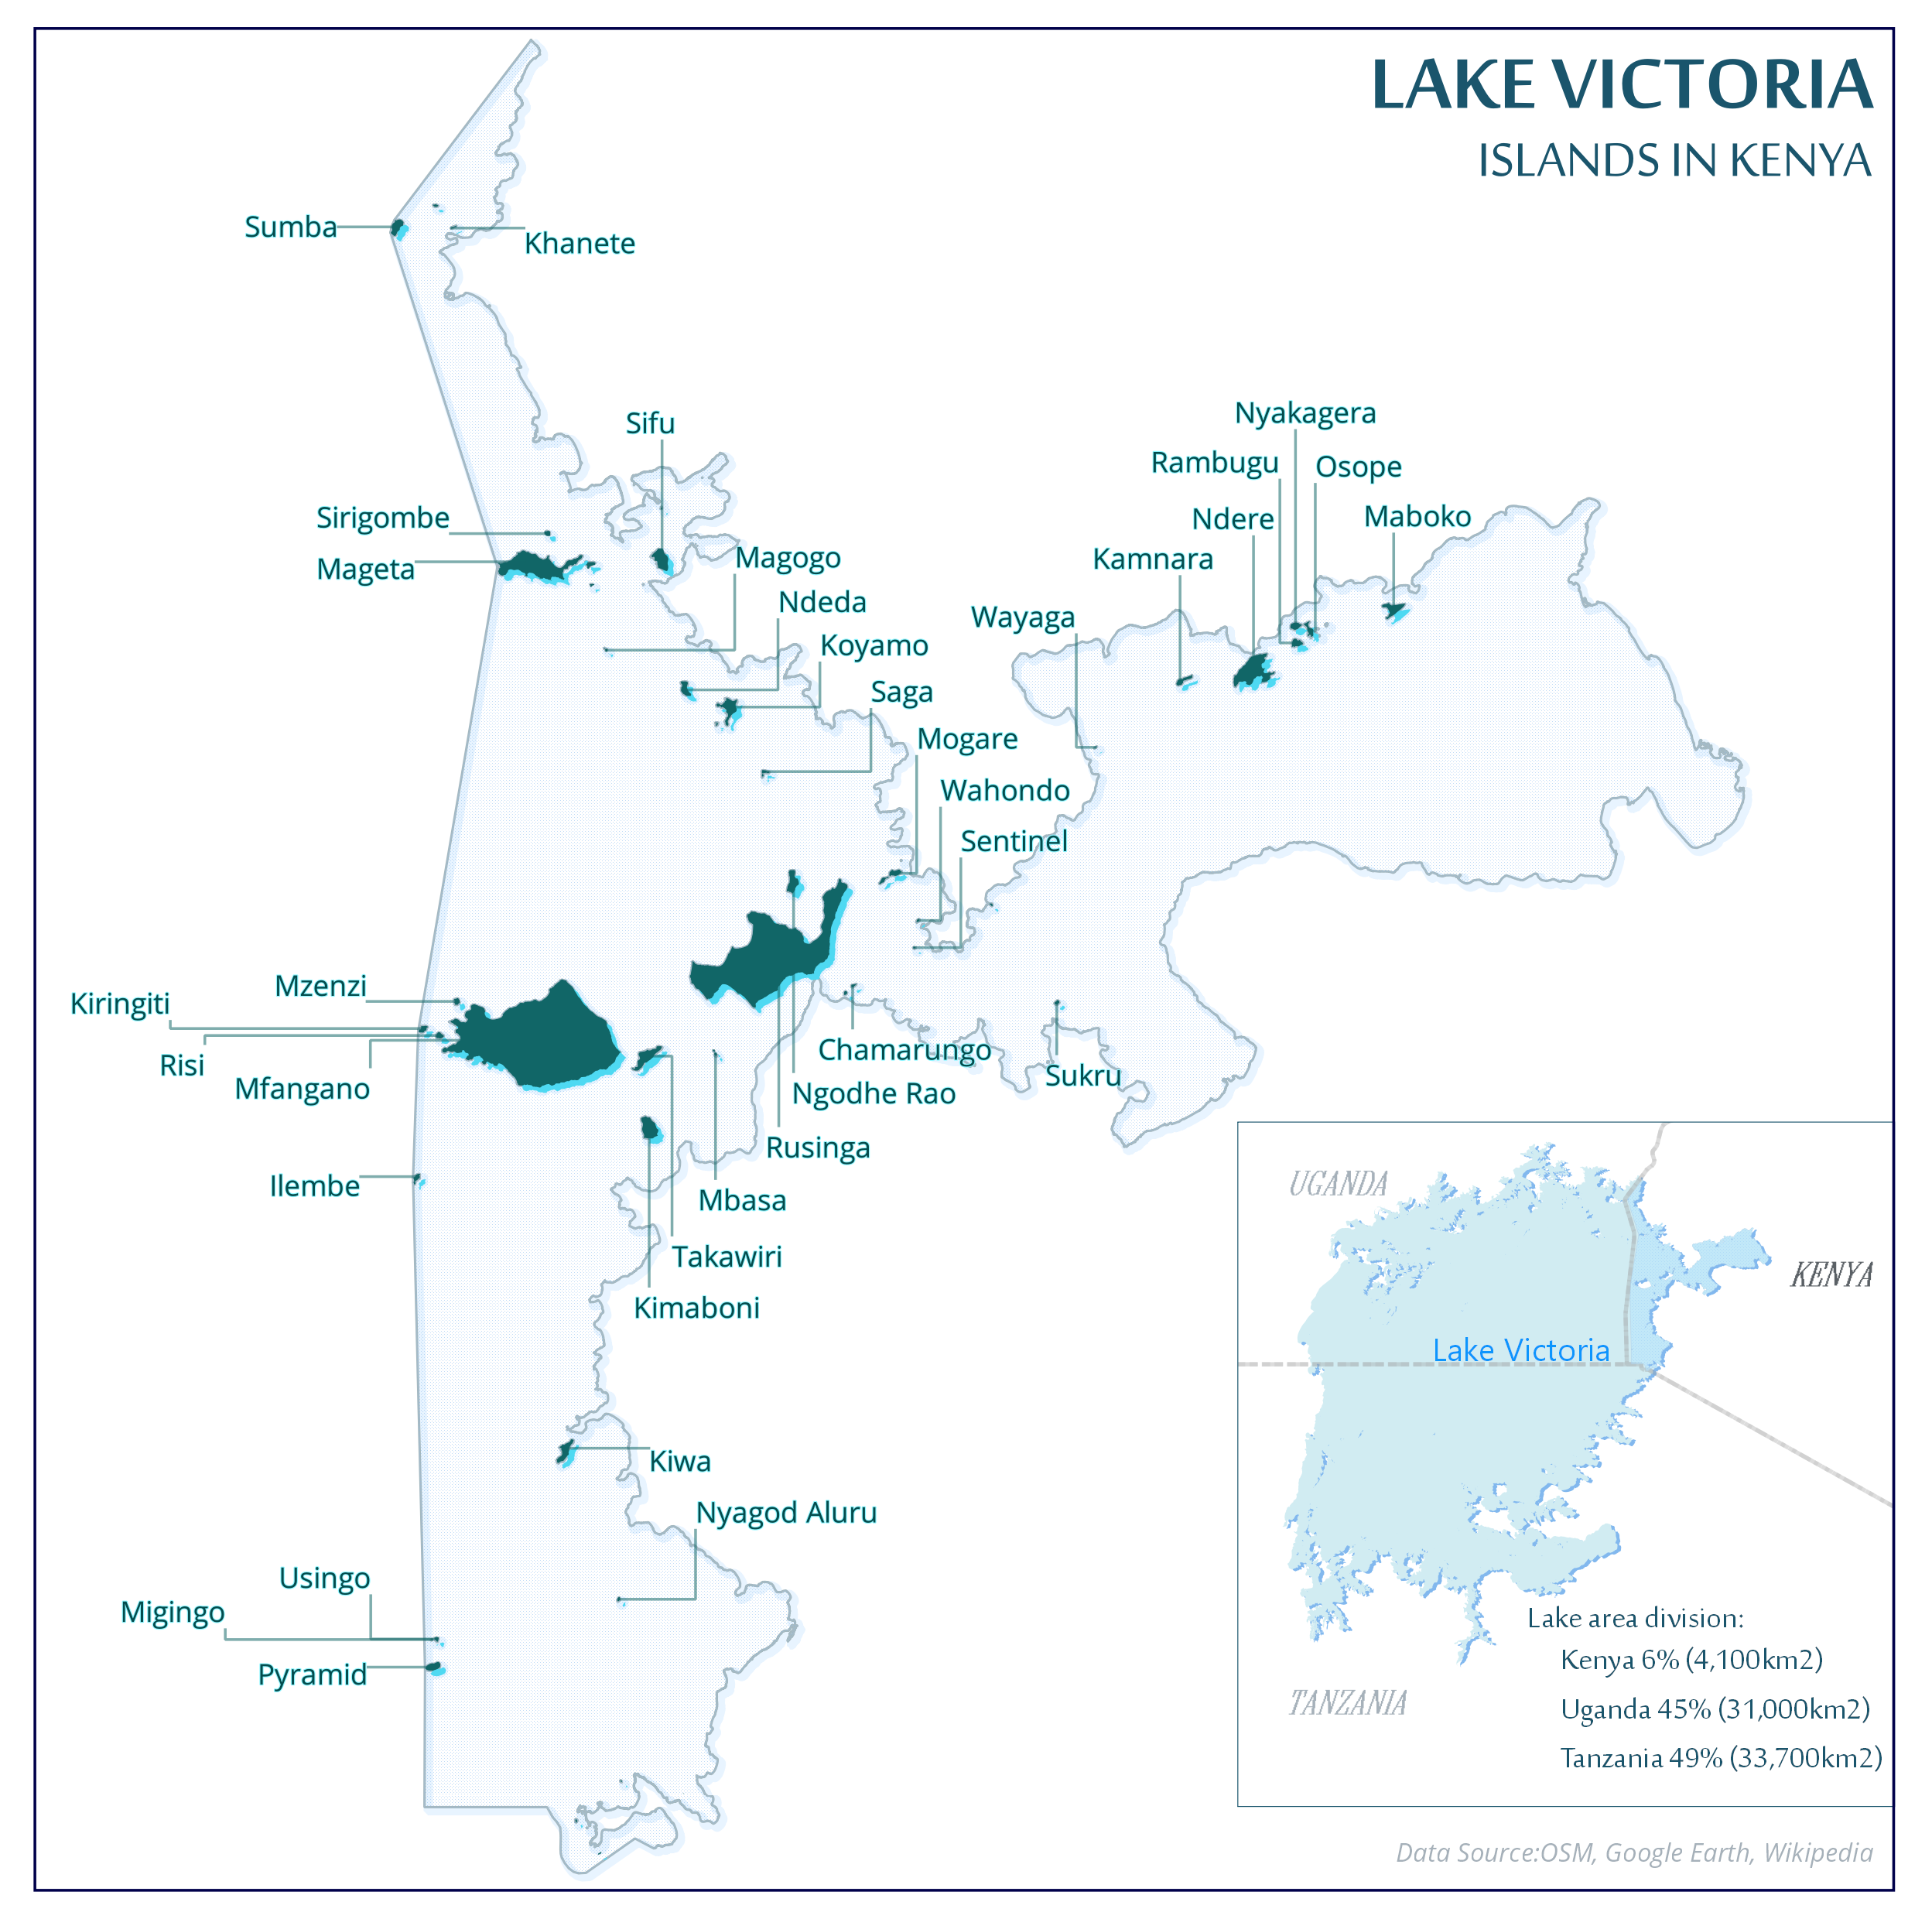 LAKE VICTORIA
ISLANDS IN KENYA
Sumba
Khanete
Sifu
Nyakagera
Rambugu
Osope
Sirigombe
Ndere
Maboko
Mageta
Magogo
Kamnara
Ndeda
Wayaga
Koyamo
Saga
Mogare
Wahondo
Sentinel
Mzenzi
Kiringiti
Risi
Chamarungo
Mfangano
Sukru
Ngodhe Rao
Rusinga
Ilembe
Mbasa
Takawiri
Kimaboni
Kiwa
Nyagod Aluru
Usingo
Migingo
Pyramid
UGANDA
KENYA
Lake Victoria
TANZANIA
Lake area division:
Kenya 6% (4,100km2)
Uganda 45% (31,000km2)
Tanzania 49% (33,700km2)
Data Source:OSM, Google Earth, Wikipedia